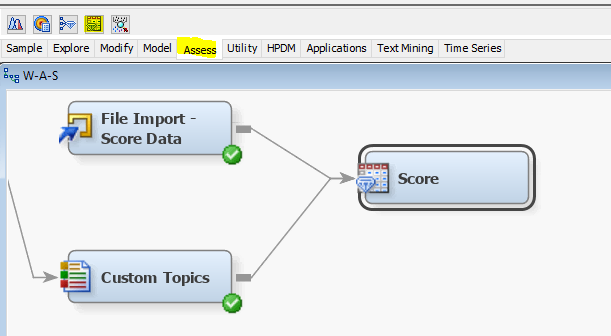 Sample Explore Modify Model Assess Utility HPDM Applications Text Mining Time Series
W-A-S
File Import -
Score Data
Score
Custom Topics